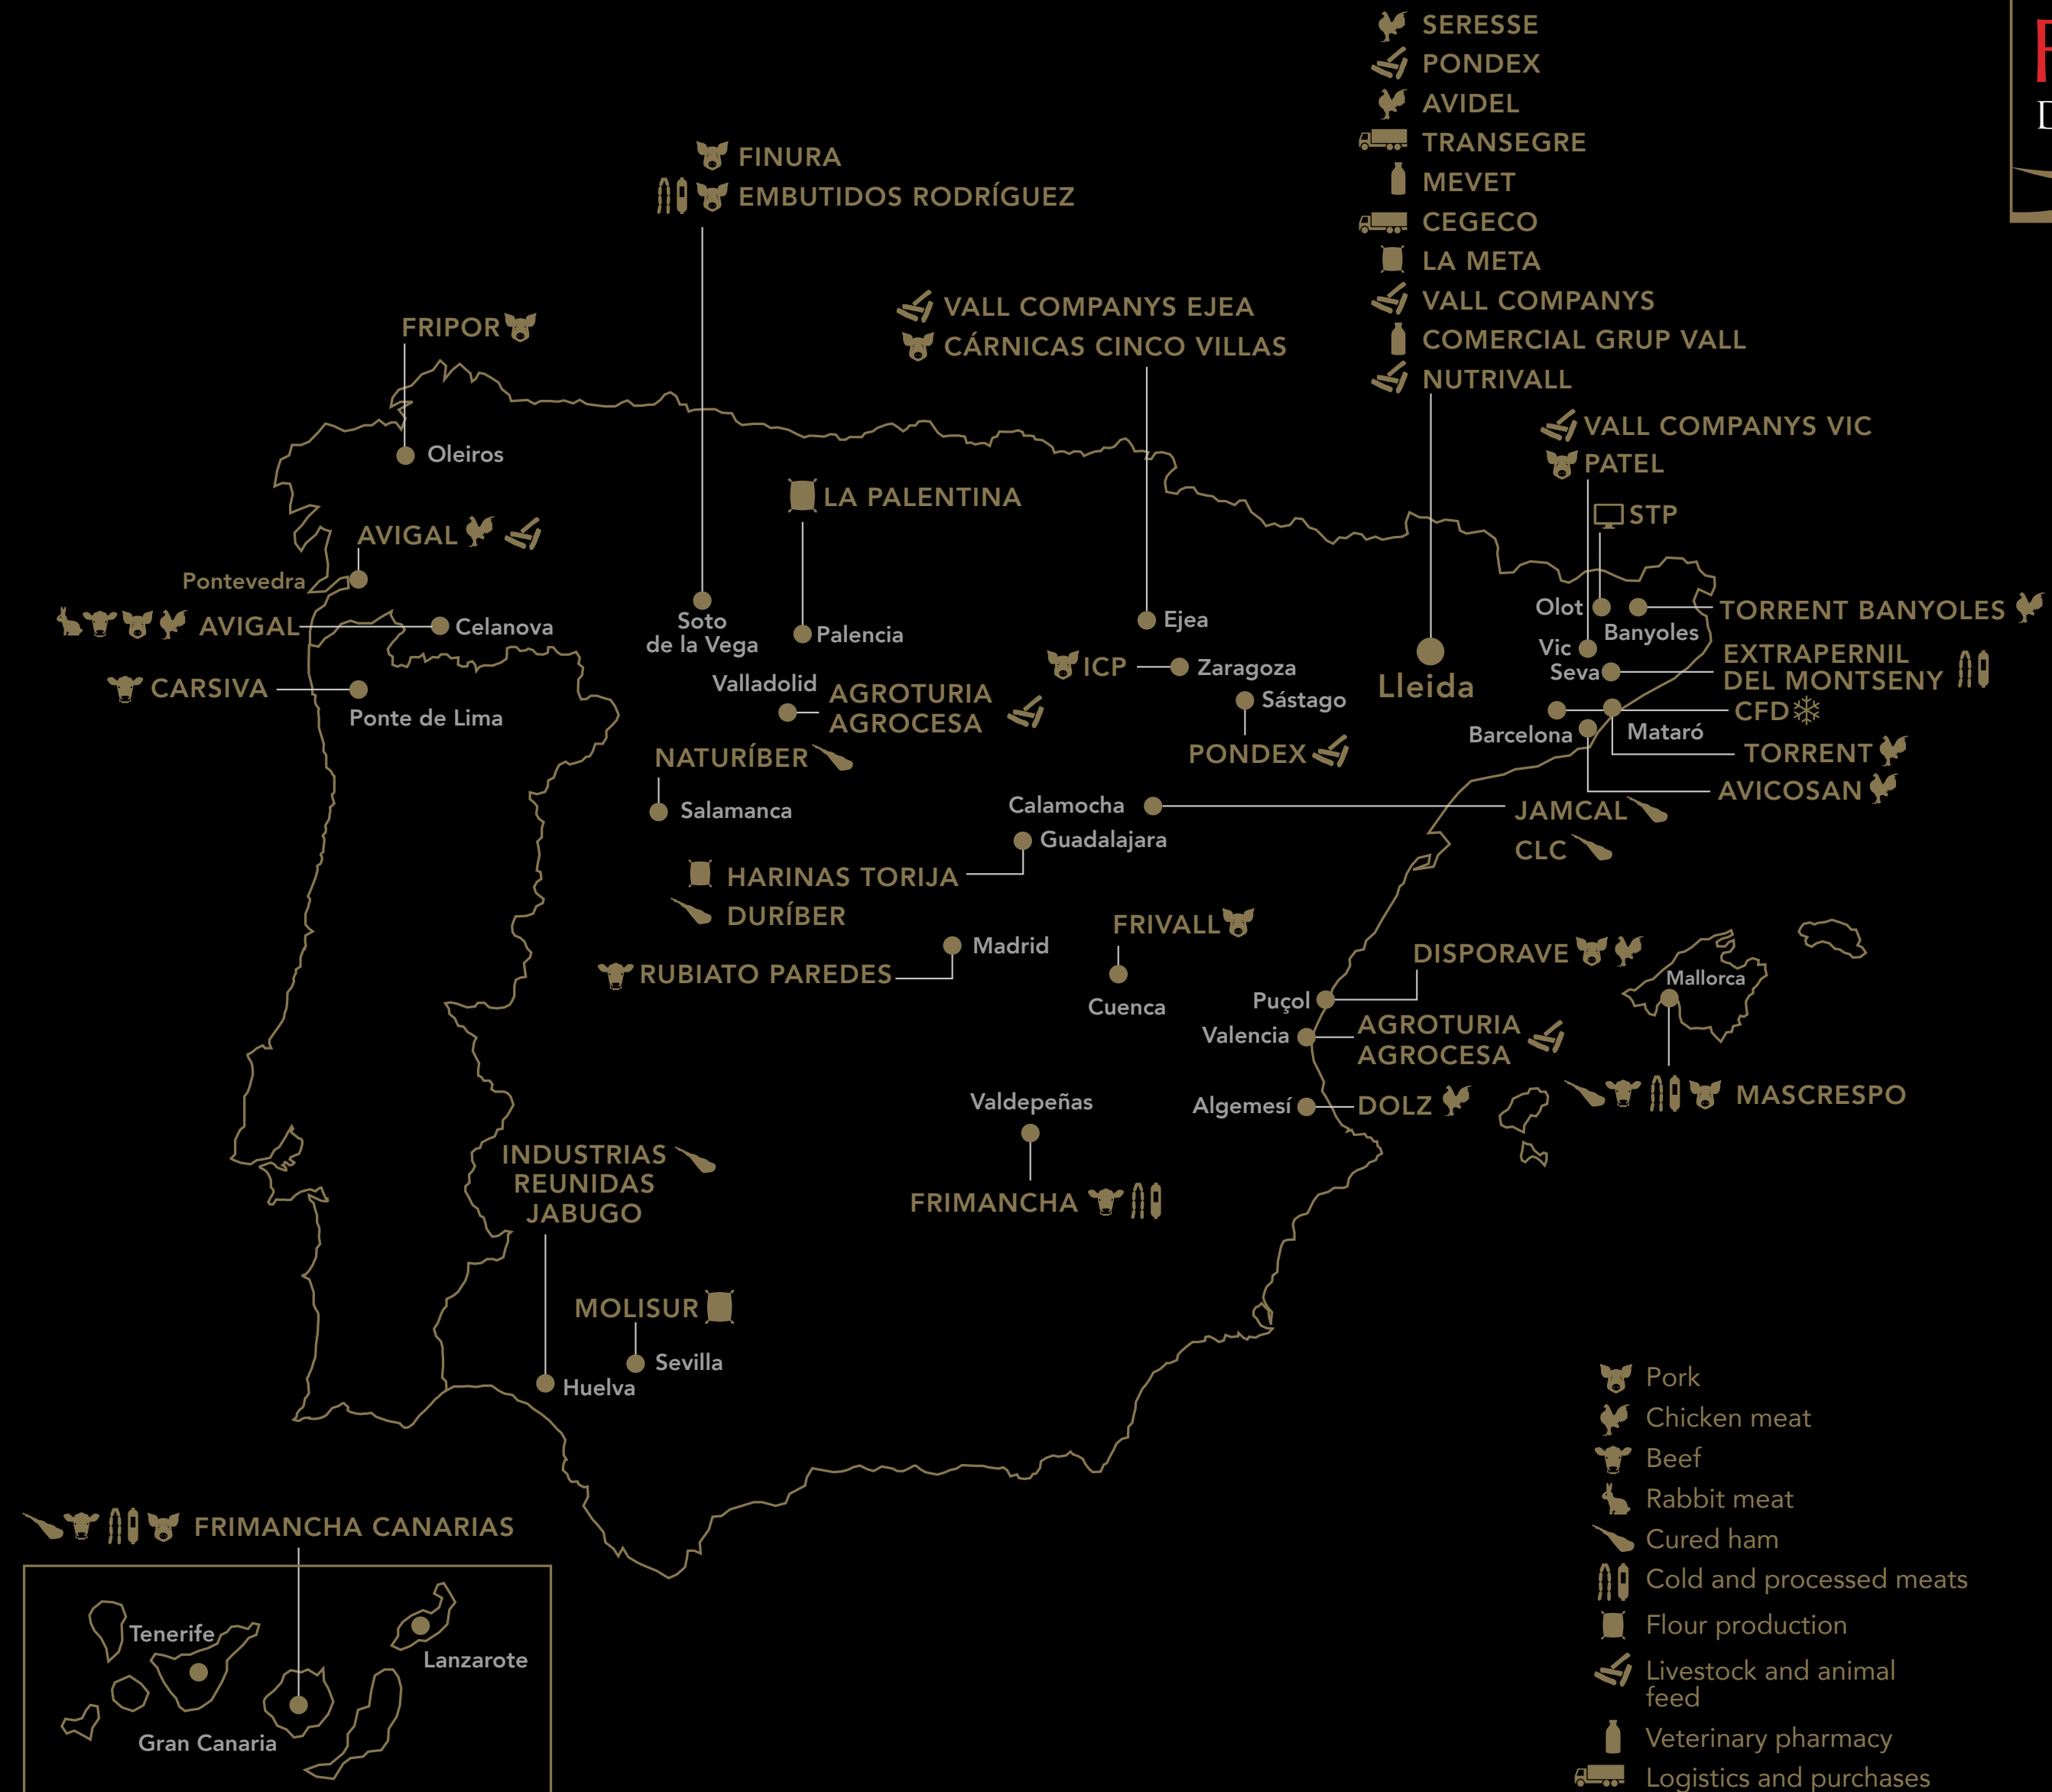 SERESSE
PONDEX
AVIDEL
TRANSEGRE
MEVET
CEGECO
LA META
VALL COMPANYS
COMERCIAL GRUP VALL
NUTRIVALL
Lleida
FINURA
EMBUTIDOS RODRÍGUEZ
Soto
de la Vega
VALL COMPANYS EJEA
CÁRNICAS CINCO VILLAS
Ejea
FRIPOR
Oleiros
VALL COMPANYS VIC
PATEL
STP
LA PALENTINA
Palencia
AVIGAL
Pontevedra
AVIGAL
Celanova
CARSIVA
Ponte de Lima
Olot
Banyoles
TORRENT BANYOLES
Vic
Seva
EXTRAPERNIL
DEL MONTSENY
CFD
Barcelona
Mataró
TORRENT
AVICOSAN
ICP
Zaragoza
Sástago
PONDEX
Valladolid
AGROTURIA
AGROCESA
NATURÍBER
Salamanca
Calamocha
JAMCAL
CLC
Guadalajara
HARINAS TORIJA
DURÍBER
Madrid
RUBIATO PAREDES
FRIVALL
Cuenca
DISPORAVE
Puçol
Valencia
AGROTURIA
AGROCESA
Algemesí
DOLZ
Mallorca
MASCRESPO
Valdepeñas
FRIMANCHA
INDUSTRIAS
REUNIDAS
JABUGO
Huelva
MOLISUR
Sevilla
FRIMANCHA CANARIAS
Tenerife
Lanzarote
Gran Canaria
Pork
Chicken meat
Beef
Rabbit meat
Cured ham
Cold and processed meats
Flour production
Livestock and animal
feed
Veterinary pharmacy
Logistics and purchases